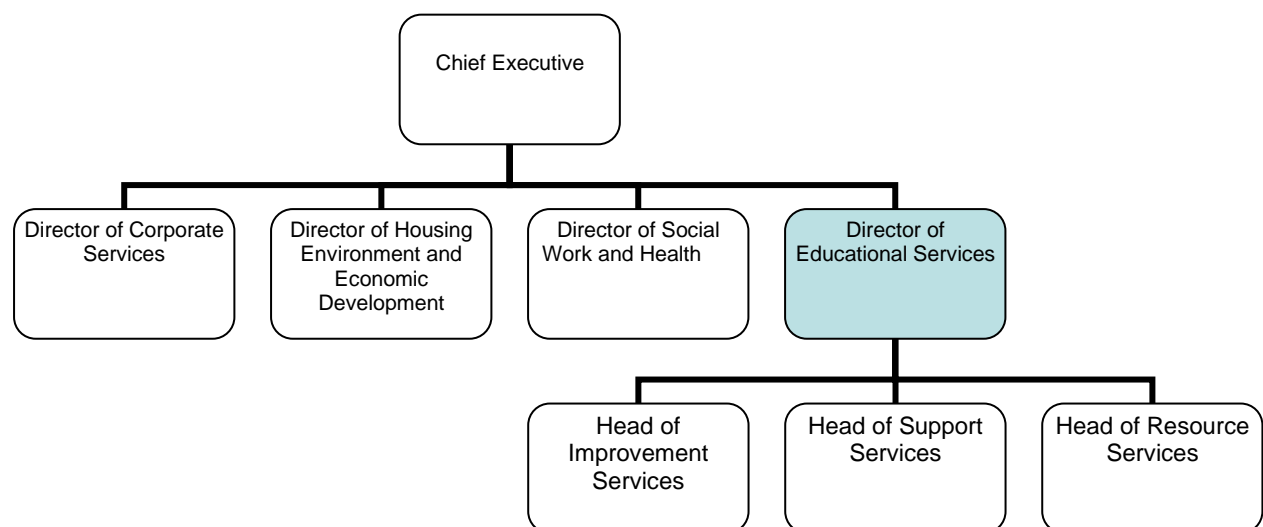 Chief Executive
Director of Corporate
Services
Director of Housing
Environment and
Economic
Development
Director of Social
Work and Health
Director of
Educational Services
Head of
Improvement
Services
Head of Support
Services
Head of Resource
Services